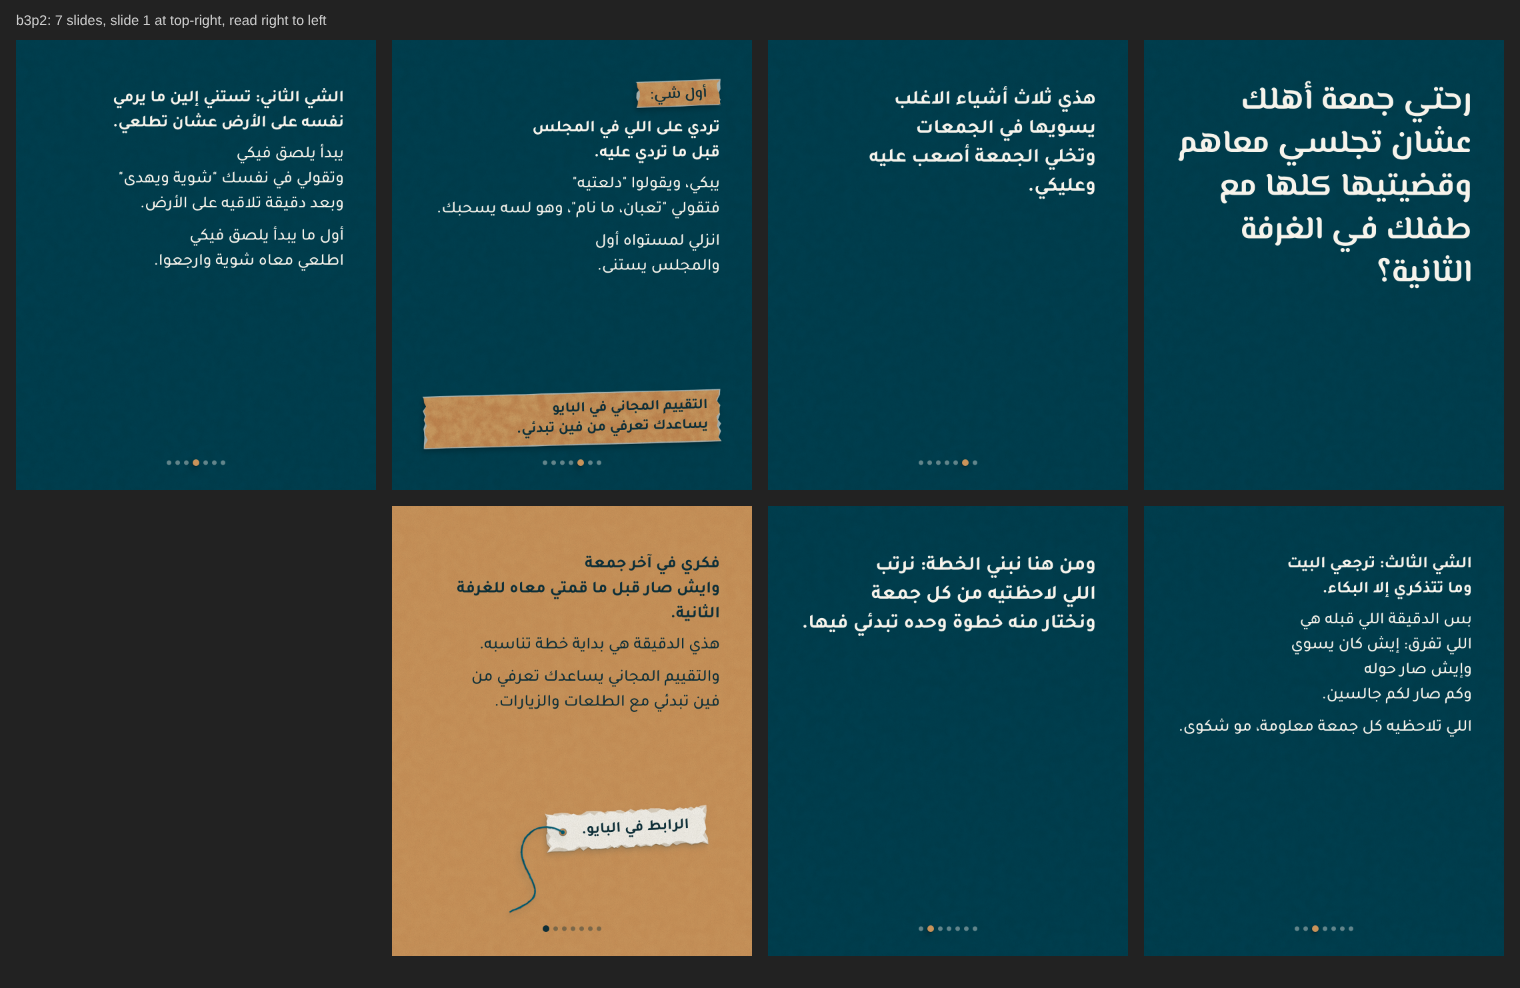 b3p2: 7 slides, slide 1 at top-right, read right to left
رحتي جمعة أهلك
عشان تجلسي معاهم
وقضيتيها كلها مع
طفلك في الغرفة
الثانية؟
هذي ثلاث أشياء الاغلب
يسويها في الجمعات
وتخلي الجمعة أصعب عليه
وعليكي.
أول شي:
تردي على اللي في المجلس
قبل ما تردي عليه.
يبكي، ويقولوا "دلعتيه"
فتقولي "تعبان، ما نام"، وهو لسه يسحبك.
انزلي لمستواه أول
والمجلس يستنى.
التقييم المجاني في البايو
يساعدك تعرفي من فين تبدئي.
الشي الثاني: تستني إلين ما يرمي
نفسه على الأرض عشان تطلعي.
يبدأ يلصق فيكي
وتقولي في نفسك "شوية ويهدى"
وبعد دقيقة تلاقيه على الأرض.
أول ما يبدأ يلصق فيكي
اطلعي معاه شوية وارجعوا.
الشي الثالث: ترجعي البيت
وما تتذكري إلا البكاء.
بس الدقيقة اللي قبله هي
اللي تفرق: إيش كان يسوي
وإيش صار حوله
وكم صار لكم جالسين.
اللي تلاحظيه كل جمعة معلومة، مو شكوى.
ومن هنا نبني الخطة: نرتب
اللي لاحظتيه من كل جمعة
ونختار منه خطوة وحده تبدئي فيها.
فكري في آخر جمعة
وايش صار قبل ما قمتي معاه للغرفة
الثانية.
هذي الدقيقة هي بداية خطة تناسبه.
والتقييم المجاني يساعدك تعرفي من
فين تبدئي مع الطلعات والزيارات.
الرابط في البايو.